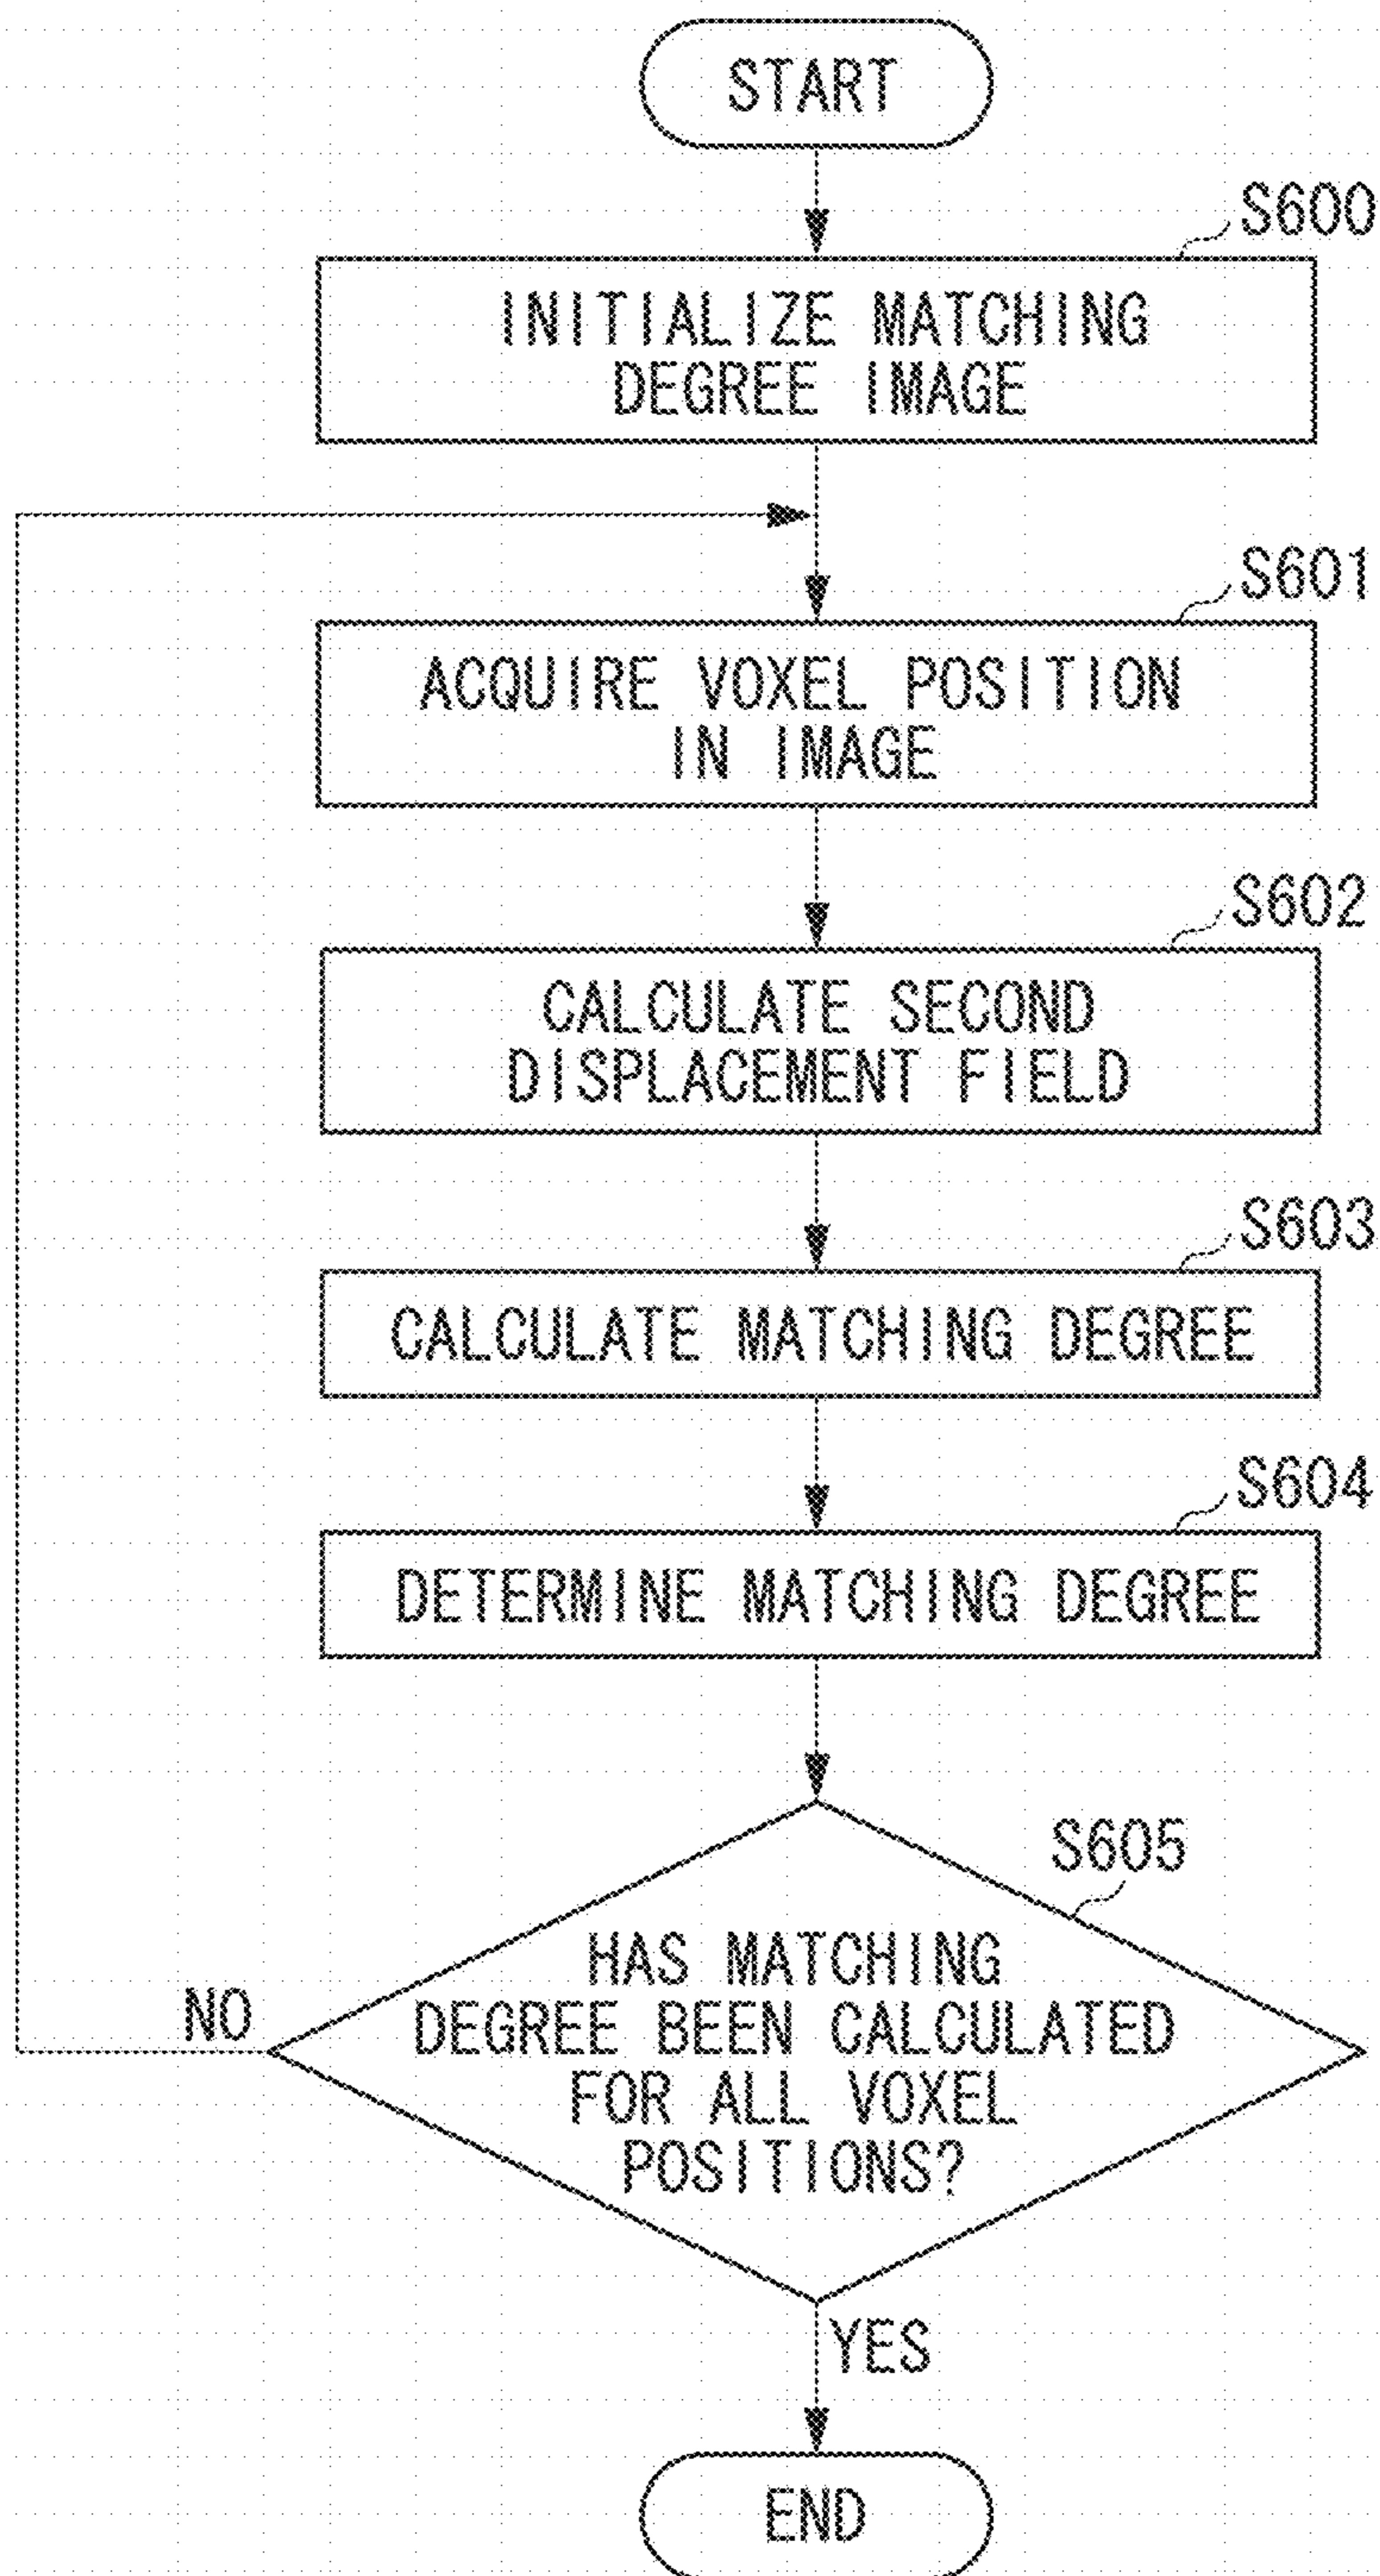 START
S600
INITIALIZE MATCHING
DEGREE IMAGE
S601
ACQUIRE VOXEL POSITION
IN IMAGE
S602
CALCULATE SECOND
DISPLACEMENT FIELD
S603
CALCULATE MATCHING DEGREE
S604
DETERMINE MATCHING DEGREE
S605
HAS MATCHING
DEGREE BEEN CALCULATED
FOR ALL VOXEL
POSITIONS?
NO
YES
END